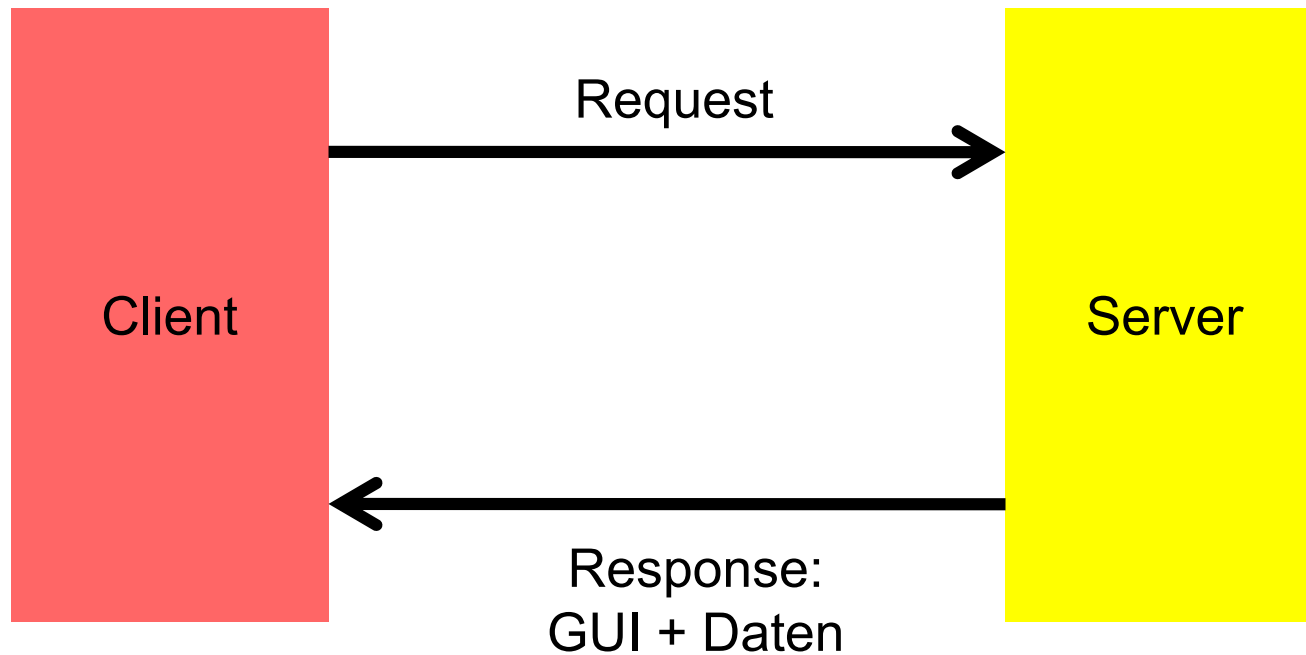 Request
Client
Server
Response:
GUI + Daten